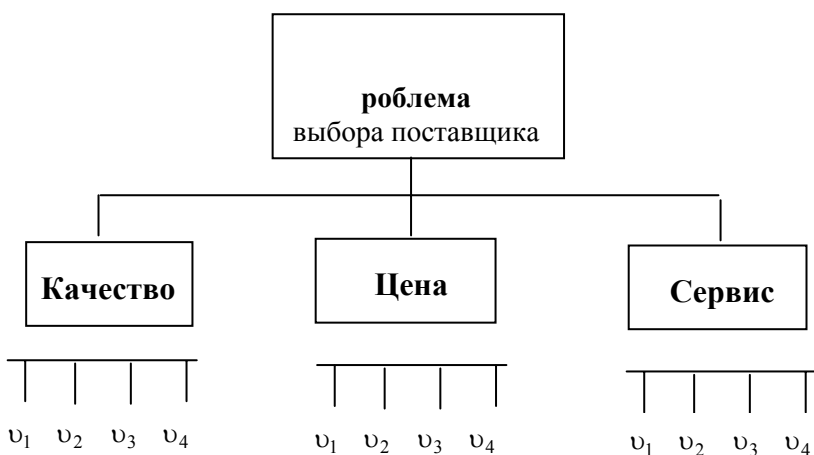 роблема
выбора поставщика
Качество
Цена
Сервис
υ₁ υ₂ υ₃ υ₄
υ₁ υ₂ υ₃ υ₄
υ₁ υ₂ υ₃ υ₄